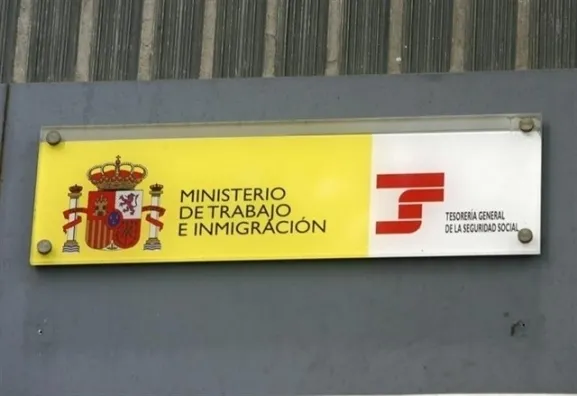 MINISTERIO
DE TRABAJO
E INMIGRACIÓN
TESORERÍA GENERAL
DE LA SEGURIDAD SOCIAL